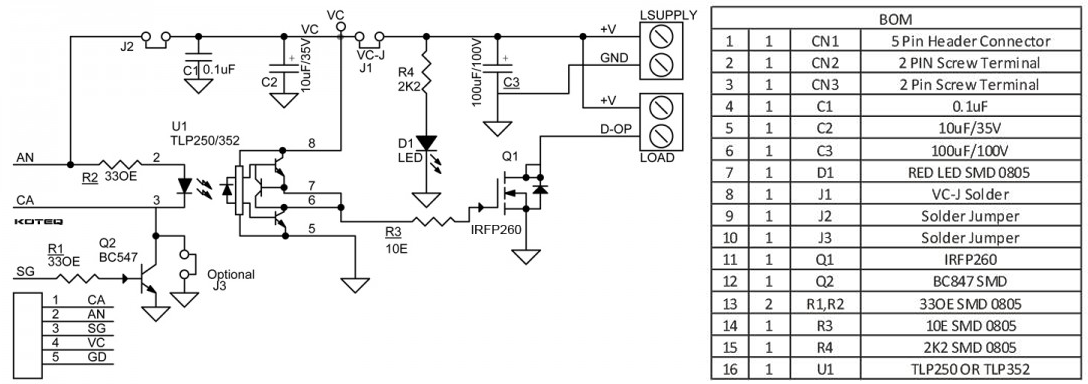 VC
LSUPPLY
J2
VC
VC-J
J1
+V
GND
C1
0.1uF
C2
10uF/35V
R4
2K2
100uF/100V
C3
+V
D-OP
LOAD
U1
TLP250/352
D1
LED
Q1
8
AN
R2
33OE
2
7
6
CA
3
5
KOTEQ
R3
10E
IRFP260
R1
33OE
Q2
BC547
SG
Optional
J3
1 CA
2 AN
3 SG
4 VC
5 GD
BOM
1 1 CN1 5 Pin Header Connector
2 1 CN2 2 PIN Screw Terminal
3 1 CN3 2 Pin Screw Terminal
4 1 C1 0.1uF
5 1 C2 10uF/35V
6 1 C3 100uF/100V
7 1 D1 RED LED SMD 0805
8 1 J1 VC-J Solder
9 1 J2 Solder Jumper
10 1 J3 Solder Jumper
11 1 Q1 IRFP260
12 1 Q2 BC847 SMD
13 2 R1,R2 33OE SMD 0805
14 1 R3 10E SMD 0805
15 1 R4 2K2 SMD 0805
16 1 U1 TLP250 OR TLP352